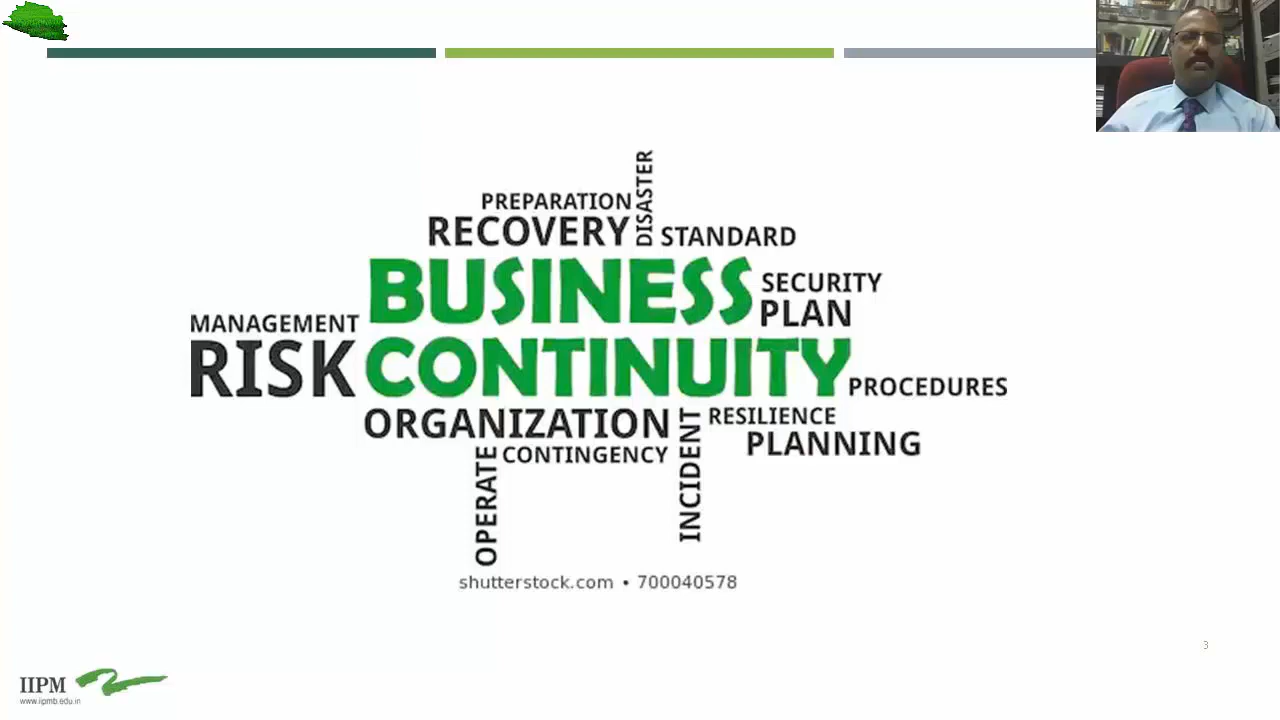 DISASTER
PREPARATION
RECOVERY
STANDARD
BUSINESS
SECURITY
PLAN
MANAGEMENT
RISK
CONTINUITY
PROCEDURES
ORGANIZATION
RESILIENCE
PLANNING
CONTINGENCY
INCIDENT
OPERATE
shutterstock.com • 700040578
3
IIPM
www.iipmb.edu.in